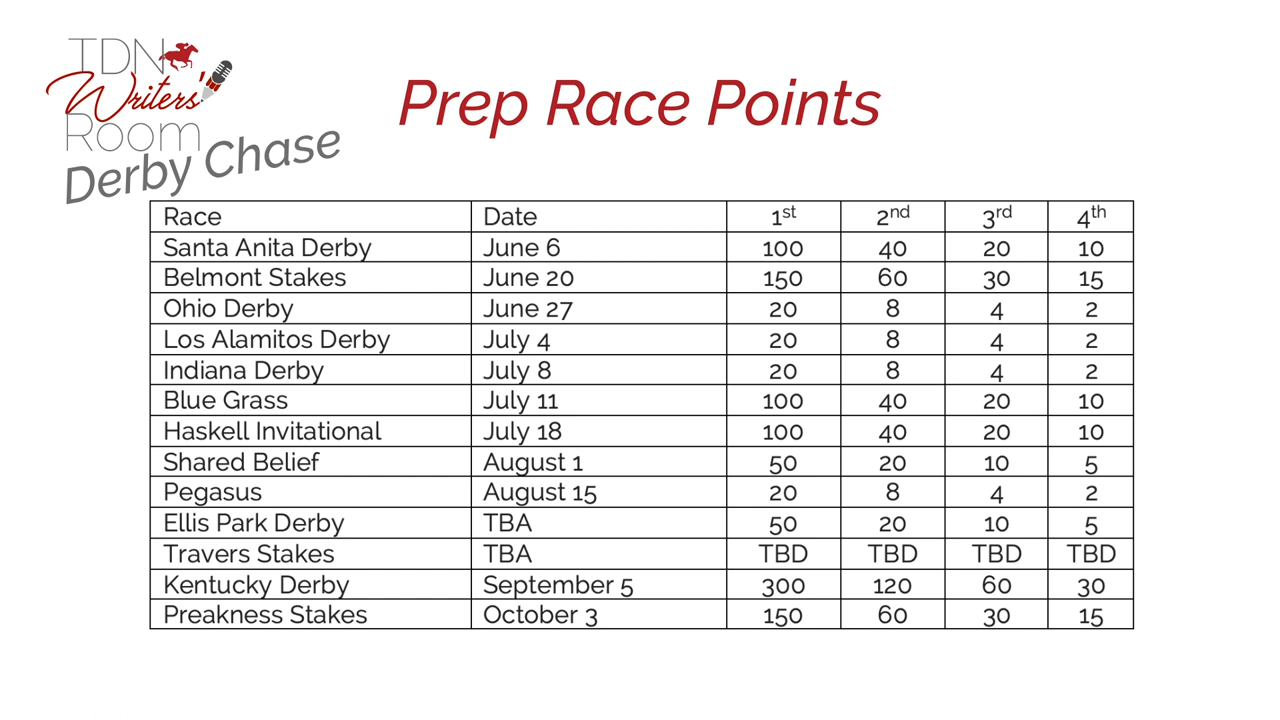 TDN
Writers'
Room
Derby Chase
Prep Race Points
Race Date 1st 2nd 3rd 4th
Santa Anita Derby June 6 100 40 20 10
Belmont Stakes June 20 150 60 30 15
Ohio Derby June 27 20 8 4 2
Los Alamitos Derby July 4 20 8 4 2
Indiana Derby July 8 20 8 4 2
Blue Grass July 11 100 40 20 10
Haskell Invitational July 18 100 40 20 10
Shared Belief August 1 50 20 10 5
Pegasus August 15 20 8 4 2
Ellis Park Derby TBA 50 20 10 5
Travers Stakes TBA TBD TBD TBD TBD
Kentucky Derby September 5 300 120 60 30
Preakness Stakes October 3 150 60 30 15